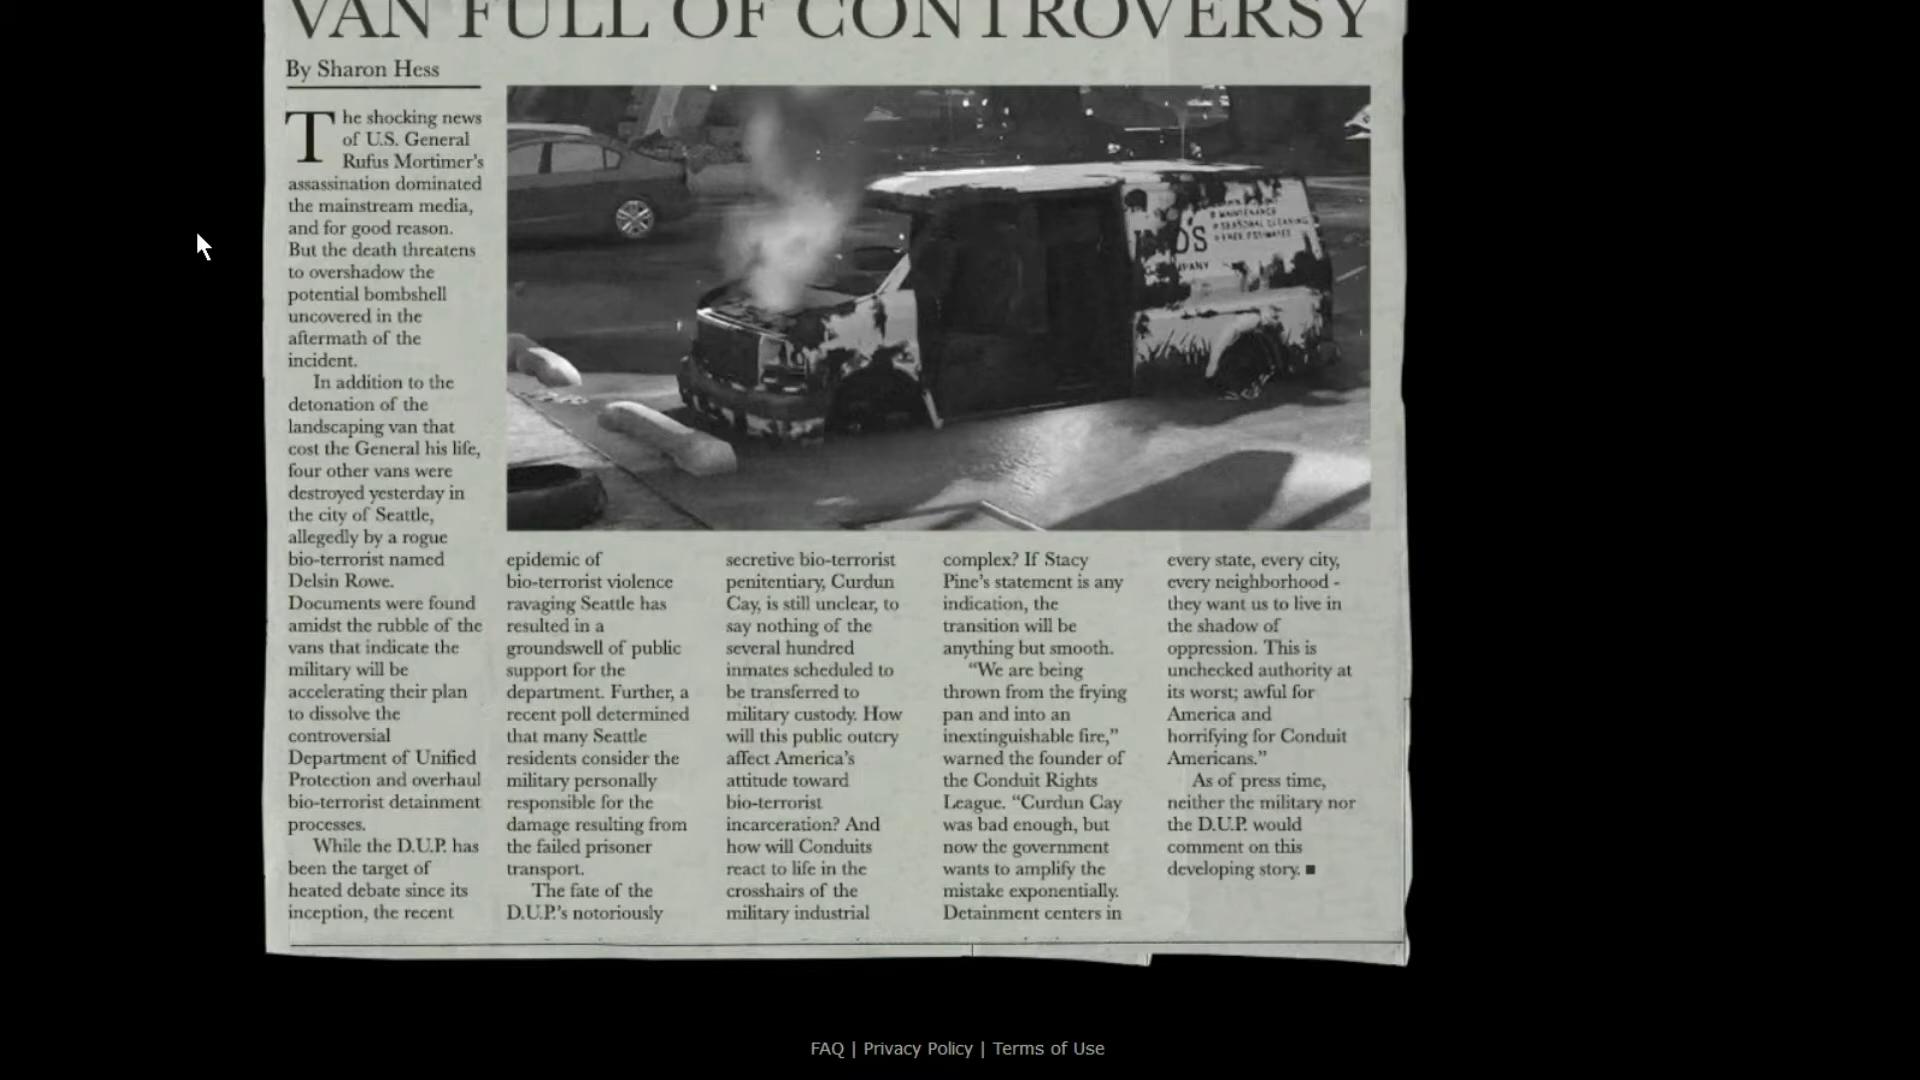 VAN FULL OF CONTROVERSY
By Sharon Hess
The shocking news
of U.S. General
Rufus Mortimer's
assassination dominated
the mainstream media,
and for good reason.
But the death threatens
to overshadow the
potential bombshell
uncovered in the
aftermath of the
incident.
In addition to the
detonation of the
landscaping van that
cost the General his life,
four other vans were
destroyed yesterday in
the city of Seattle,
allegedly by a rogue
bio-terrorist named
Delsin Rowe.
Documents were found
amidst the rubble of the
vans that indicate the
military will be
accelerating their plan
to dissolve the
controversial
Department of Unified
Protection and overhaul
bio-terrorist detainment
processes.
While the D.U.P. has
been the target of
heated debate since its
inception, the recent
epidemic of
bio-terrorist violence
ravaging Seattle has
resulted in a
groundswell of public
support for the
department. Further, a
recent poll determined
that many Seattle
residents consider the
military personally
responsible for the
damage resulting from
the failed prisoner
transport.
The fate of the
D.U.P.'s notoriously
secretive bio-terrorist
penitentiary, Curdun
Cay, is still unclear, to
say nothing of the
several hundred
inmates scheduled to
be transferred to
military custody. How
will this public outcry
affect America's
attitude toward
bio-terrorist
incarceration? And
how will Conduits
react to life in the
crosshairs of the
military industrial
complex? If Stacy
Pine's statement is any
indication, the
transition will be
anything but smooth.
"We are being
thrown from the frying
pan and into an
inextinguishable fire,"
warned the founder of
the Conduit Rights
League. "Curdun Cay
was bad enough, but
now the government
wants to amplify the
mistake exponentially.
Detainment centers in
every state, every city,
every neighborhood -
they want us to live in
the shadow of
oppression. This is
unchecked authority at
its worst; awful for
America and
horrifying for Conduit
Americans."
As of press time,
neither the military nor
the D.U.P. would
comment on this
developing story. ■
MAINTENANCE
SEASONAL CLEANING
FREE ESTIMATES
FAQ | Privacy Policy | Terms of Use